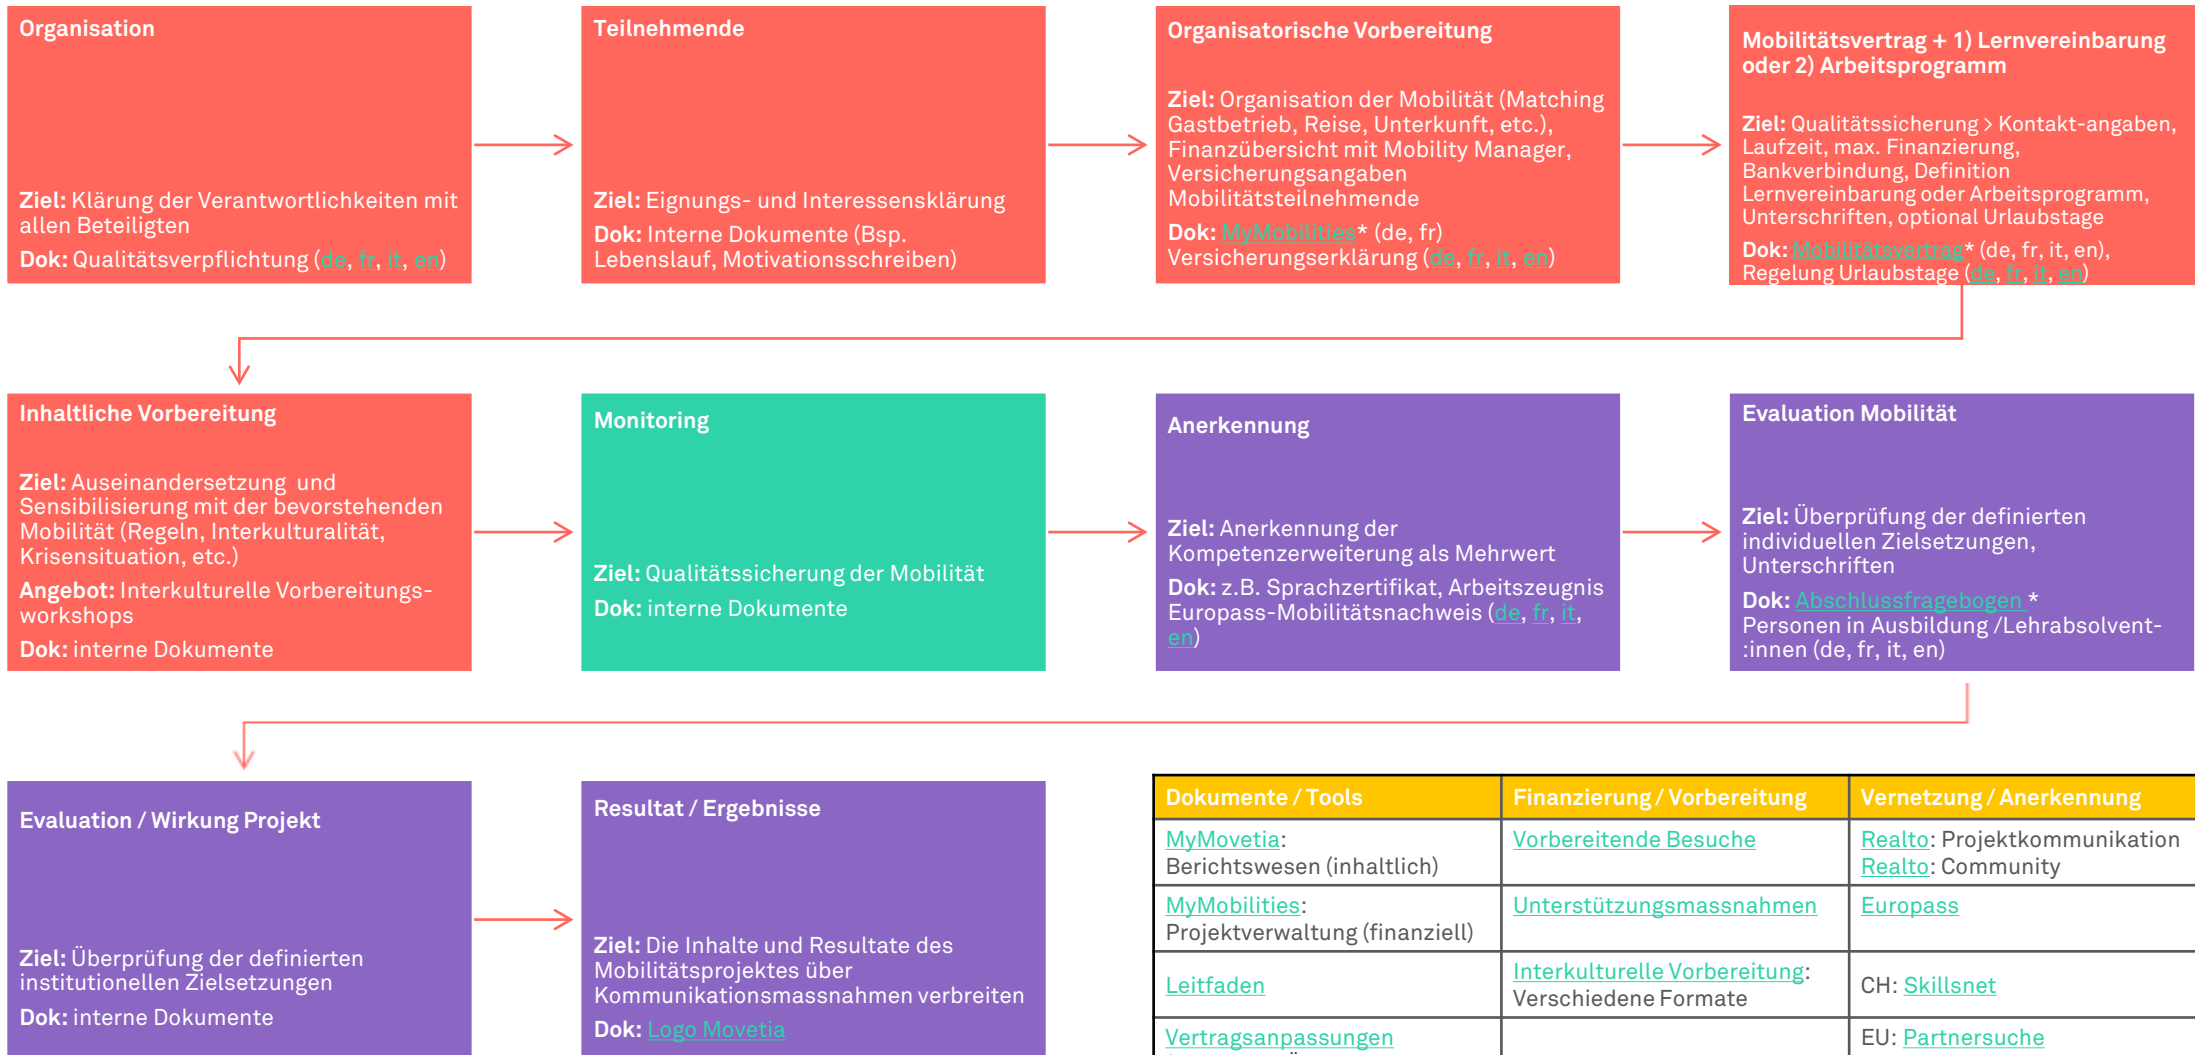 Organisation
Ziel: Klärung der Verantwortlichkeiten mit
allen Beteiligten
Dok: Qualitätsverpflichtung (de, fr, it, en)
Teilnehmende
Ziel: Eignungs- und Interessensklärung
Dok: Interne Dokumente (Bsp.
Lebenslauf, Motivationsschreiben)
Organisatorische Vorbereitung
Ziel: Organisation der Mobilität (Matching
Gastbetrieb, Reise, Unterkunft, etc.),
Finanzübersicht mit Mobility Manager,
Versicherungsangaben
Mobilitätsteilnehmende
Dok: MyMobilities* (de, fr)
Versicherungserklärung (de, fr, it, en)
Mobilitätsvertrag + 1) Lernvereinbarung
oder 2) Arbeitsprogramm
Ziel: Qualitätssicherung > Kontakt-angaben,
Laufzeit, max. Finanzierung,
Bankverbindung, Definition
Lernvereinbarung oder Arbeitsprogramm,
Unterschriften, optional Urlaubstage
Dok: Mobilitätsvertrag* (de, fr, it, en),
Regelung Urlaubstage (de, fr, it, en)
Inhaltliche Vorbereitung
Ziel: Auseinandersetzung und
Sensibilisierung mit der bevorstehenden
Mobilität (Regeln, Interkulturalität,
Krisensituation, etc.)
Angebot: Interkulturelle Vorbereitungs-
workshops
Dok: interne Dokumente
Monitoring
Ziel: Qualitätssicherung der Mobilität
Dok: interne Dokumente
Anerkennung
Ziel: Anerkennung der
Kompetenzerweiterung als Mehrwert
Dok: z.B. Sprachzertifikat, Arbeitszeugnis
Europass-Mobilitätsnachweis (de, fr, it,
en)
Evaluation Mobilität
Ziel: Überprüfung der definierten
individuellen Zielsetzungen,
Unterschriften
Dok: Abschlussfragebogen *
Personen in Ausbildung /Lehrabsolvent-
:innen (de, fr, it, en)
Evaluation / Wirkung Projekt
Ziel: Überprüfung der definierten
institutionellen Zielsetzungen
Dok: interne Dokumente
Resultat / Ergebnisse
Ziel: Die Inhalte und Resultate des
Mobilitätsprojektes über
Kommunikationsmassnahmen verbreiten
Dok: Logo Movetia
Dokumente / Tools
Finanzierung / Vorbereitung
Vernetzung / Anerkennung
MyMovetia:
Berichtswesen (inhaltlich)
Vorbereitende Besuche
Realto: Projektkommunikation
Realto: Community
MyMobilities:
Projektverwaltung (finanziell)
Unterstützungsmassnahmen
Europass
Leitfaden
Interkulturelle Vorbereitung:
Verschiedene Formate
CH: Skillsnet
Vertragsanpassungen
EU: Partnersuche